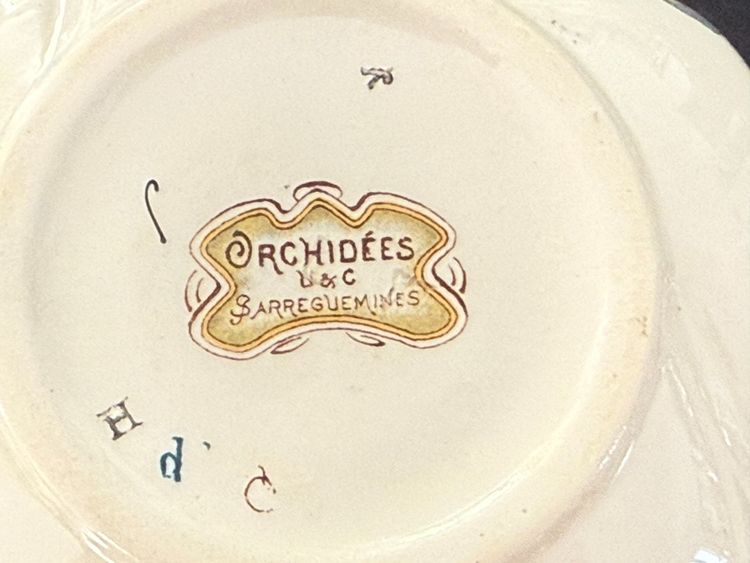 ORCHIDÉES
U & C
SARREGUEMINES
H
d
C